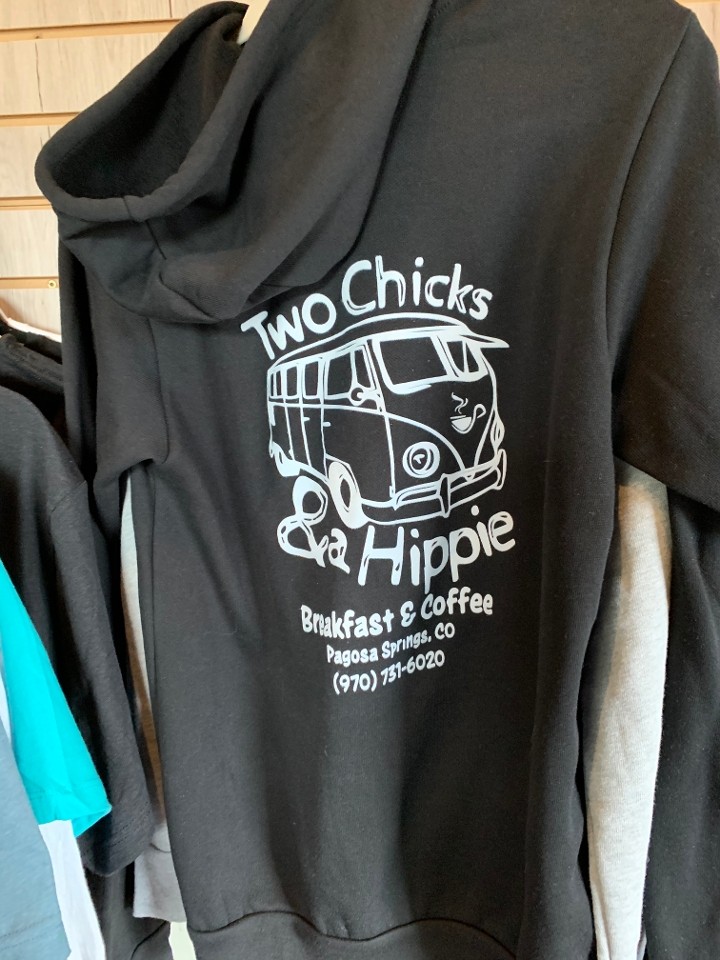 Two Chicks
& a Hippie
Breakfast & Coffee
Pagosa Springs, CO
(970) 731-6020